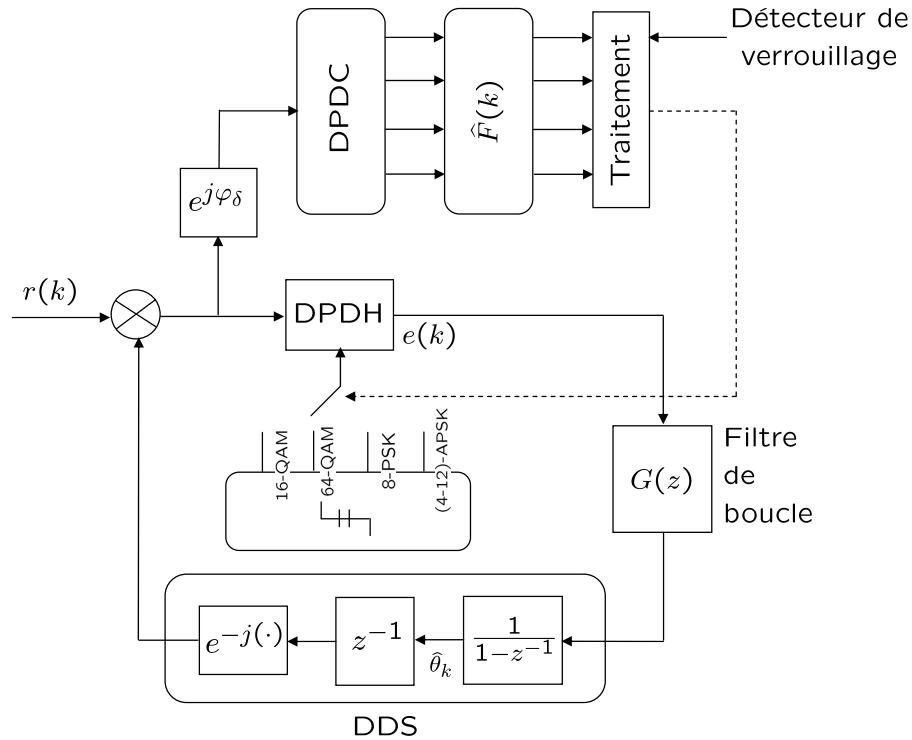 Détecteur de
verrouillage
DPDC
F̂(k)
Traitement
e^{jφ_δ}
r(k)
DPDH
e(k)
16-QAM
64-QAM
8-PSK
(4-12)-APSK
G(z)
Filtre
de
boucle
e^{-j(·)}
z^{-1}
θ̂_k
1
1-z^{-1}
DDS